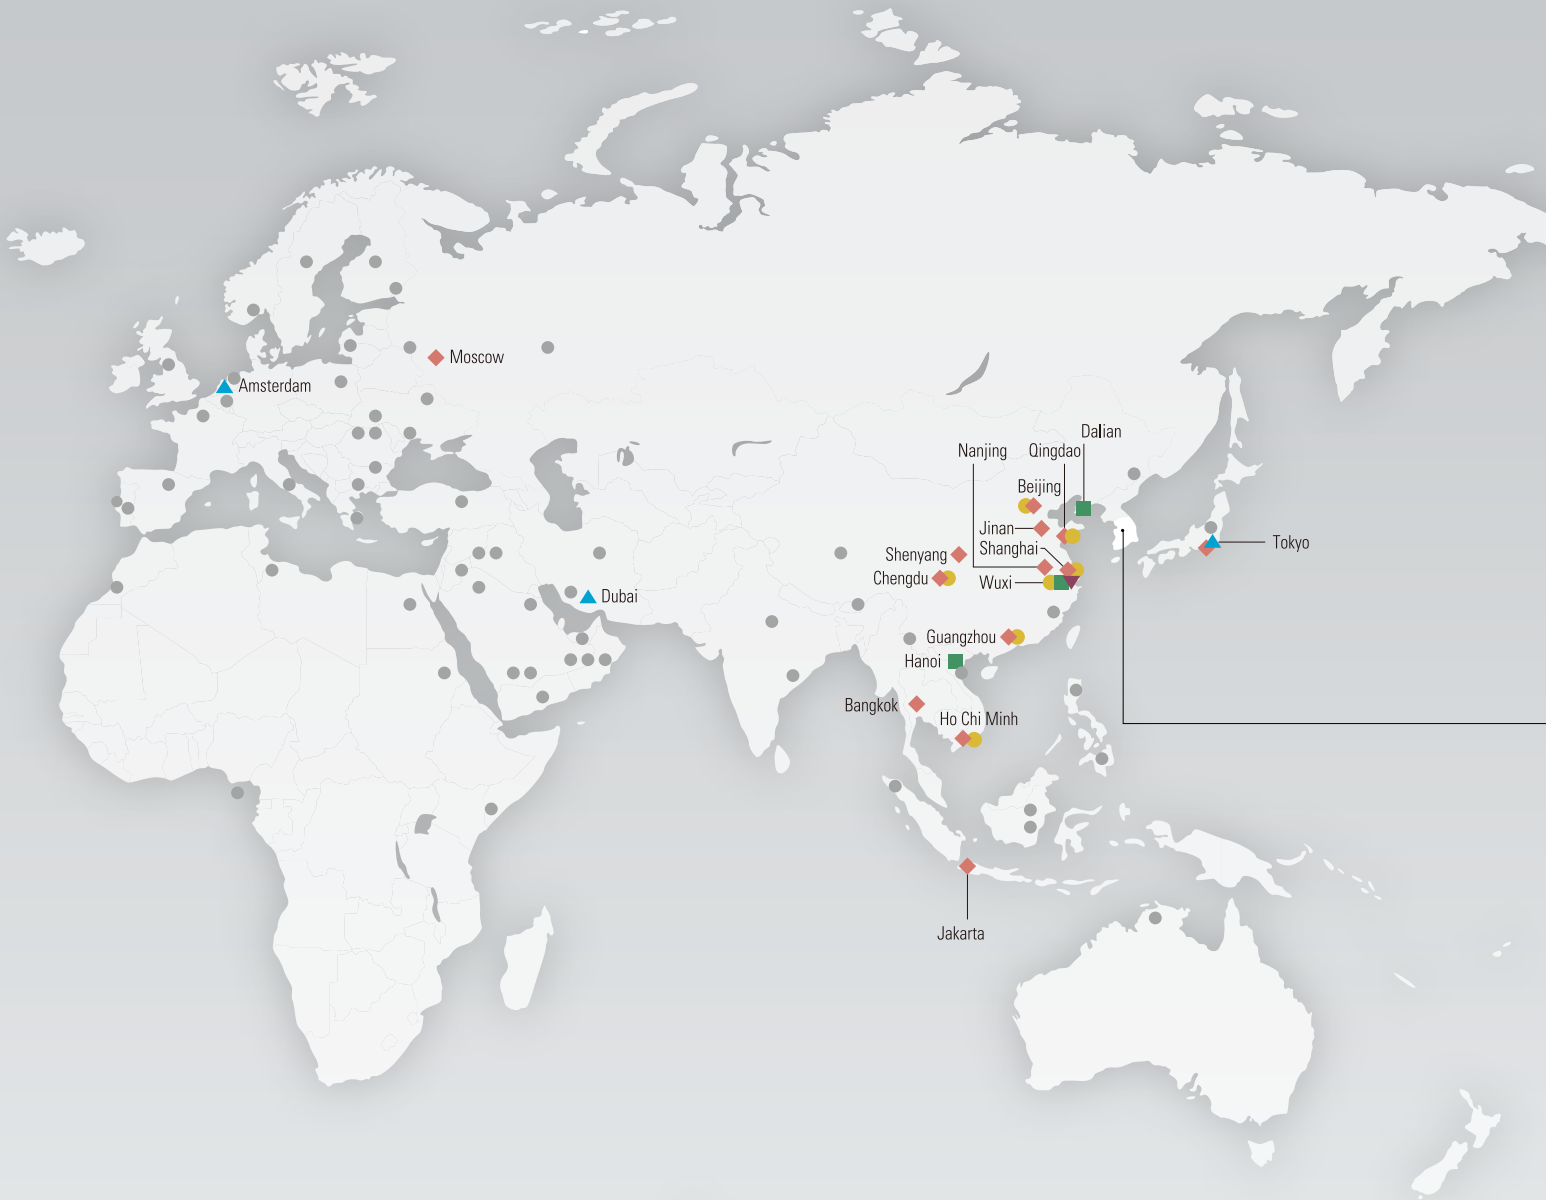 Moscow
Amsterdam
Dalian
Nanjing
Qingdao
Beijing
Jinan
Tokyo
Shanghai
Shenyang
Chengdu
Wuxi
Dubai
Guangzhou
Hanoi
Bangkok
Ho Chi Minh
Jakarta